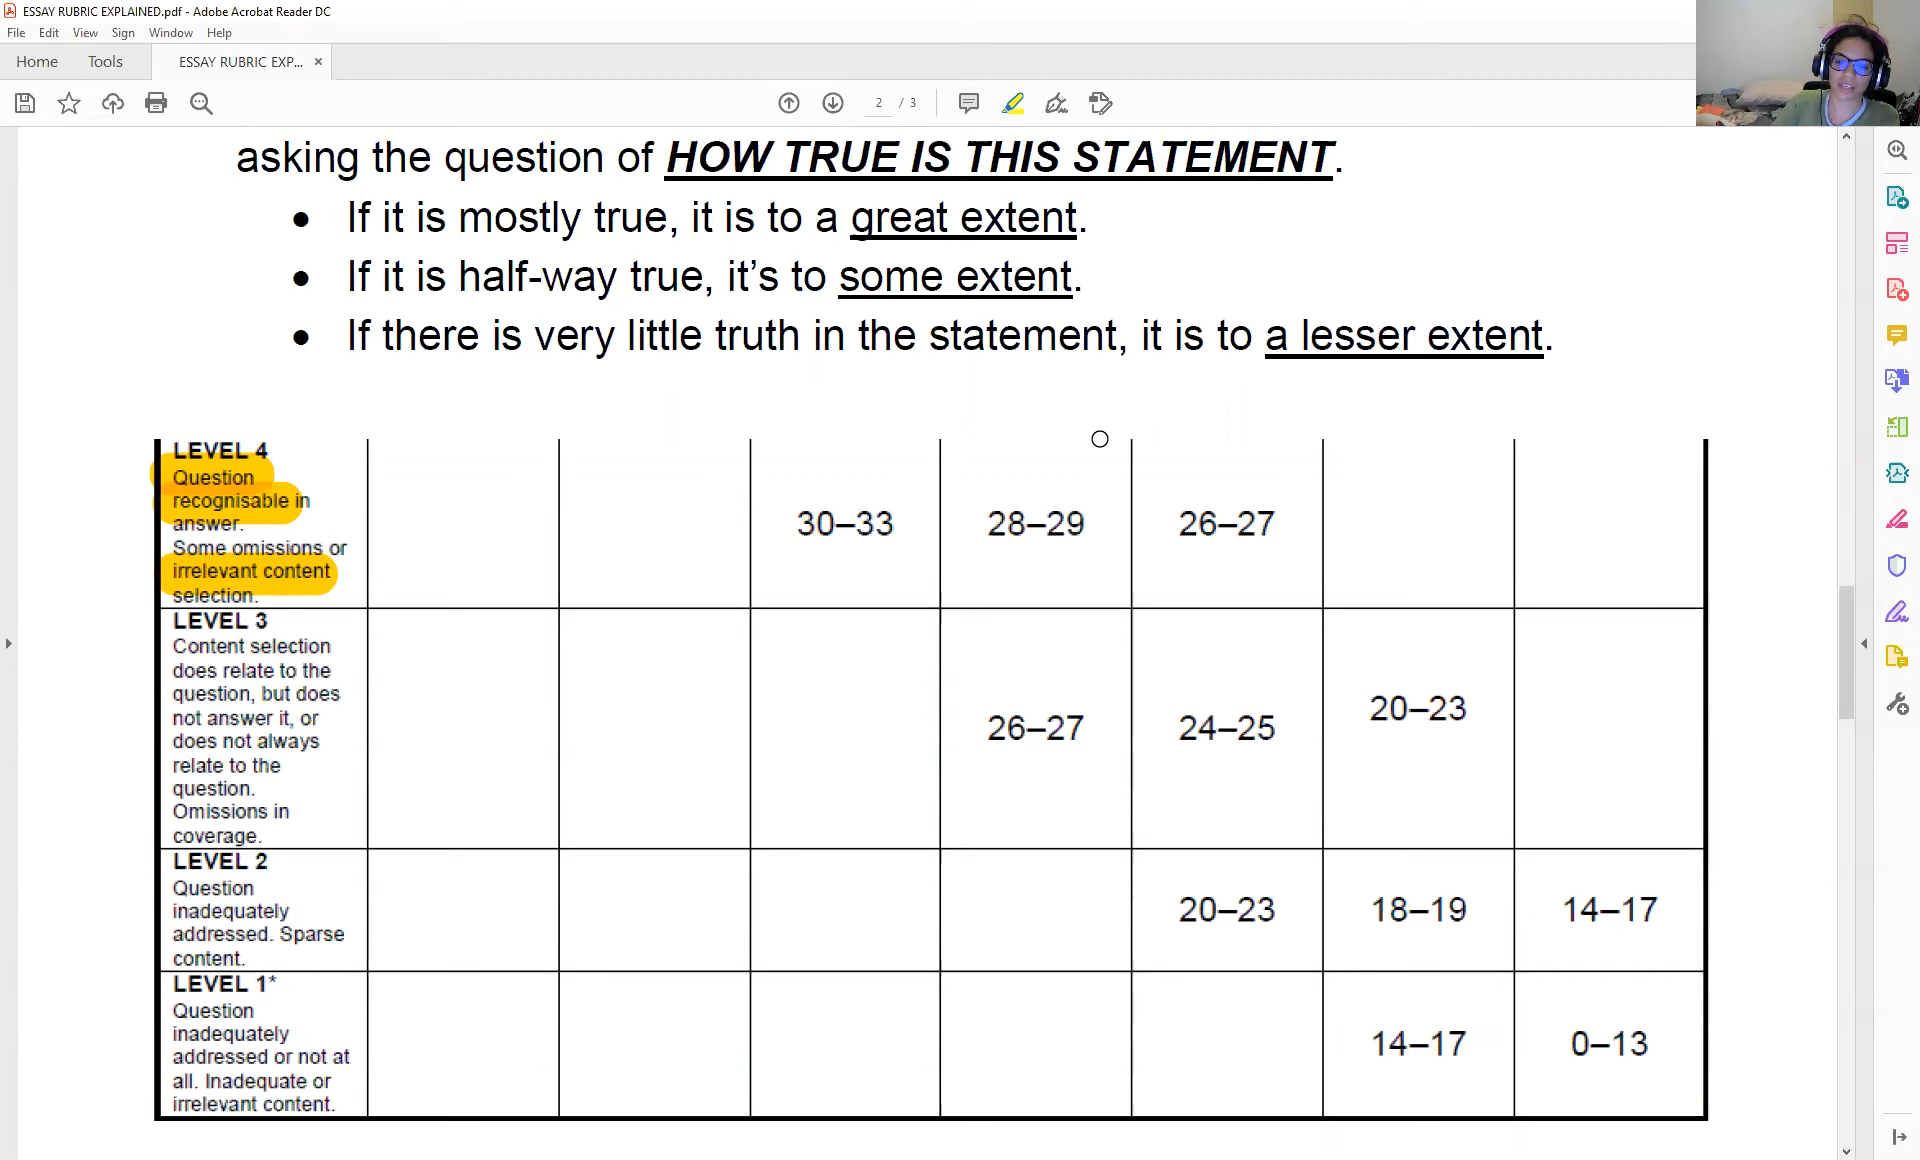 ESSAY RUBRIC EXPLAINED.pdf - Adobe Acrobat Reader DC
File Edit View Sign Window Help
Home Tools ESSAY RUBRIC EXP... ×
2 / 3
asking the question of HOW TRUE IS THIS STATEMENT.
• If it is mostly true, it is to a great extent.
• If it is half-way true, it’s to some extent.
• If there is very little truth in the statement, it is to a lesser extent.
LEVEL 4
Question
recognisable in
answer.
Some omissions or
irrelevant content
selection.
30–33 28–29 26–27
LEVEL 3
Content selection
does relate to the
question, but does
not answer it, or
does not always
relate to the
question.
Omissions in
coverage.
26–27 24–25 20–23
LEVEL 2
Question
inadequately
addressed. Sparse
content.
20–23 18–19 14–17
LEVEL 1*
Question
inadequately
addressed or not at
all. Inadequate or
irrelevant content.
14–17 0–13